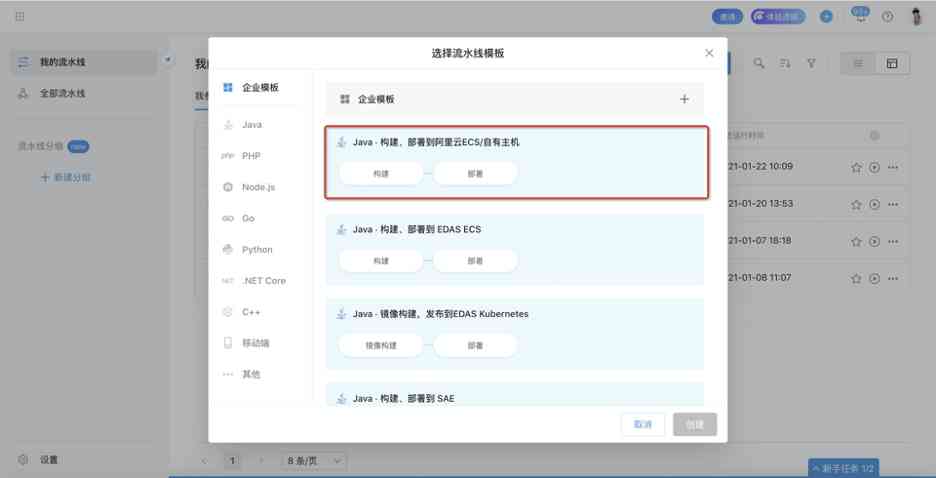 邀请
体验透镜
99+
我的流水线
全部流水线
流水线分组 new
新建分组
设置
选择流水线模板
企业模板
Java
PHP
Node.js
Go
Python
.NET Core
C++
移动端
其他
企业模板
Java · 构建、部署到阿里云ECS/自有主机
构建
部署
Java · 构建、部署到 EDAS ECS
构建
部署
Java · 镜像构建，发布到EDAS Kubernetes
镜像构建
部署
Java · 构建、部署到 SAE
取消
创建
运行时间
21-01-22 10:09
21-01-20 13:53
21-01-07 18:18
21-01-08 11:07
1
8 条/页
新手任务 1/2